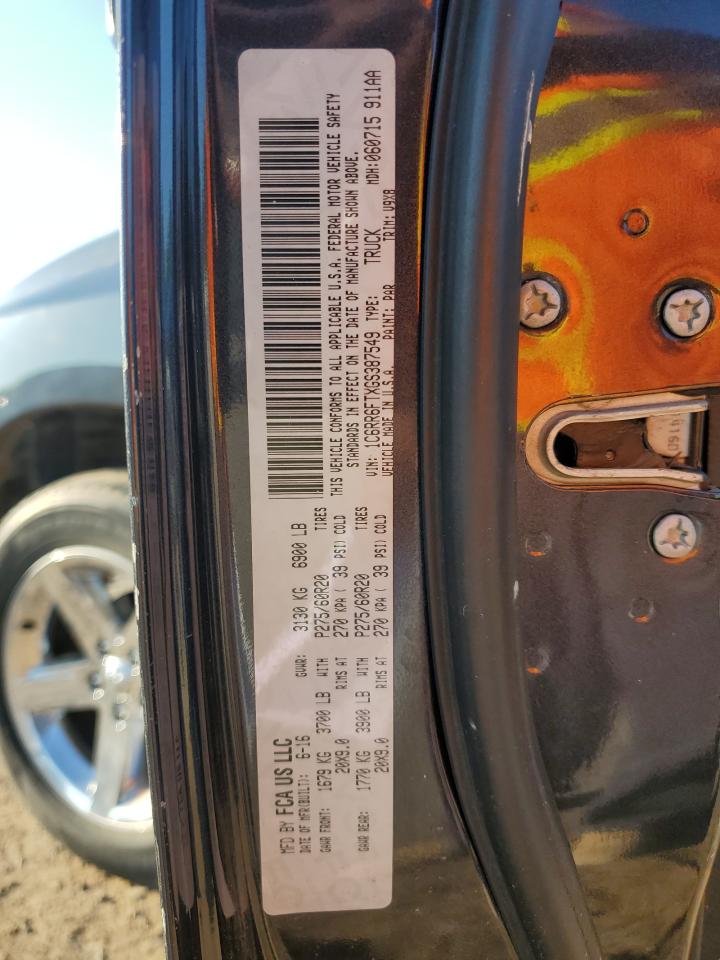 MFD BY FCA US LLC
DATE OF MFR(BUILT): 6-16 GVWR: 3130 KG 6900 LB
GAWR FRONT: 1679 KG 3700 LB WITH P275/60R20 TIRES
20X9.0 RIMS AT 270 KPA ( 39 PSI) COLD
GAWR REAR: 1770 KG 3900 LB WITH P275/60R20 TIRES
20X9.0 RIMS AT 270 KPA ( 39 PSI) COLD
THIS VEHICLE CONFORMS TO ALL APPLICABLE U.S.A. FEDERAL MOTOR VEHICLE SAFETY
STANDARDS IN EFFECT ON THE DATE OF MANUFACTURE SHOWN ABOVE.
VIN: 1C6RR6FTXGS387549 TYPE: TRUCK MDH:060715 911AA
VEHICLE MADE IN U.S.A. PAINT: PAR TRIM: V9X8